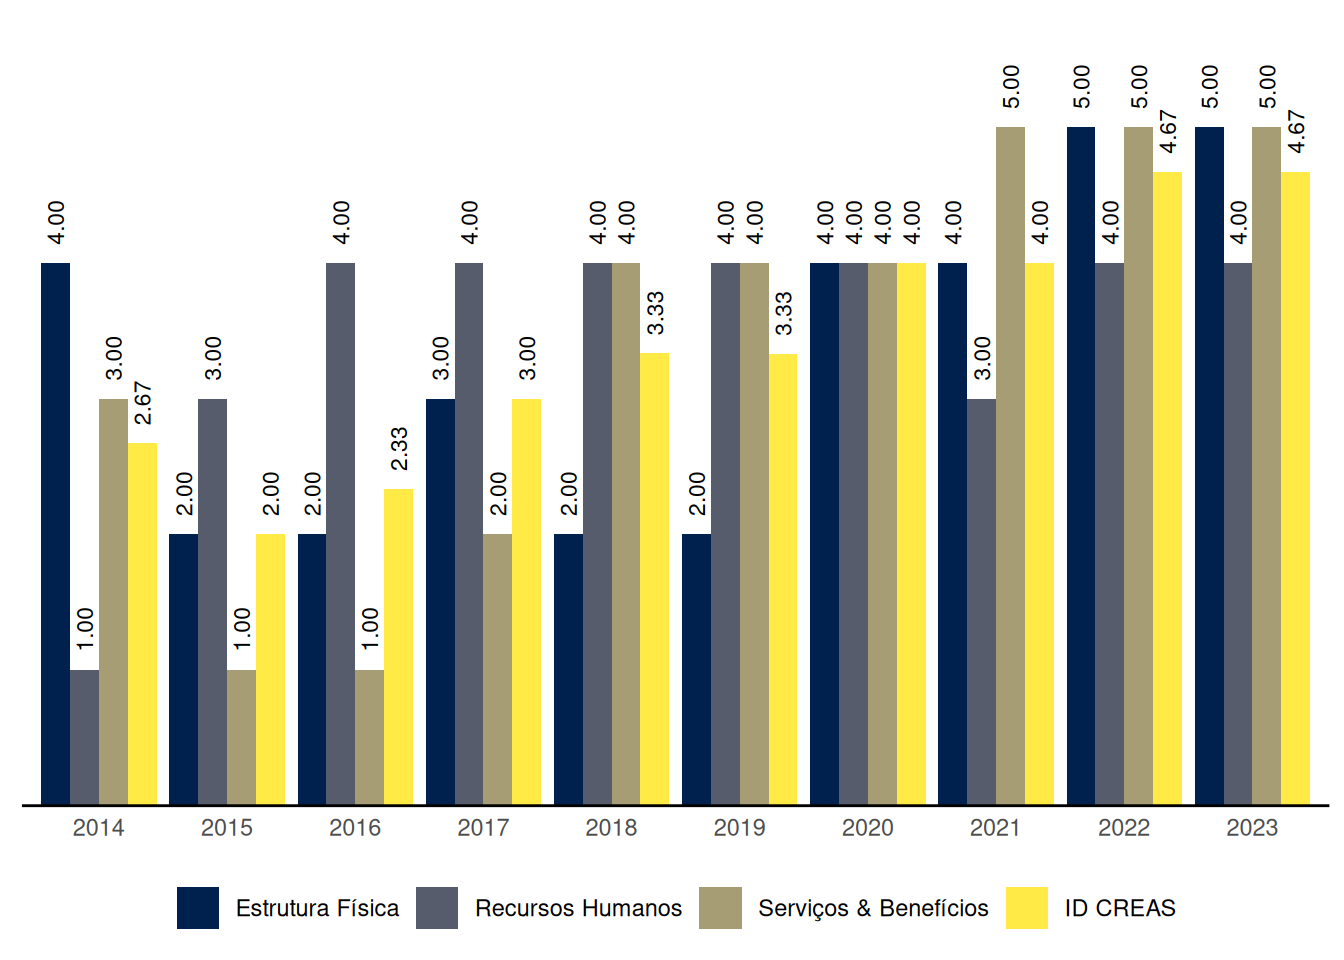 4.00 1.00 3.00 2.67
2.00 3.00 1.00 2.00
2.00 4.00 1.00 2.33
3.00 4.00 2.00 3.00
2.00 4.00 4.00 3.33
2.00 4.00 4.00 3.33
4.00 4.00 4.00 4.00
4.00 3.00 5.00 4.00
5.00 4.00 5.00 4.67
5.00 4.00 5.00 4.67
2014 2015 2016 2017 2018 2019 2020 2021 2022 2023
Estrutura Física Recursos Humanos Serviços & Benefícios ID CREAS